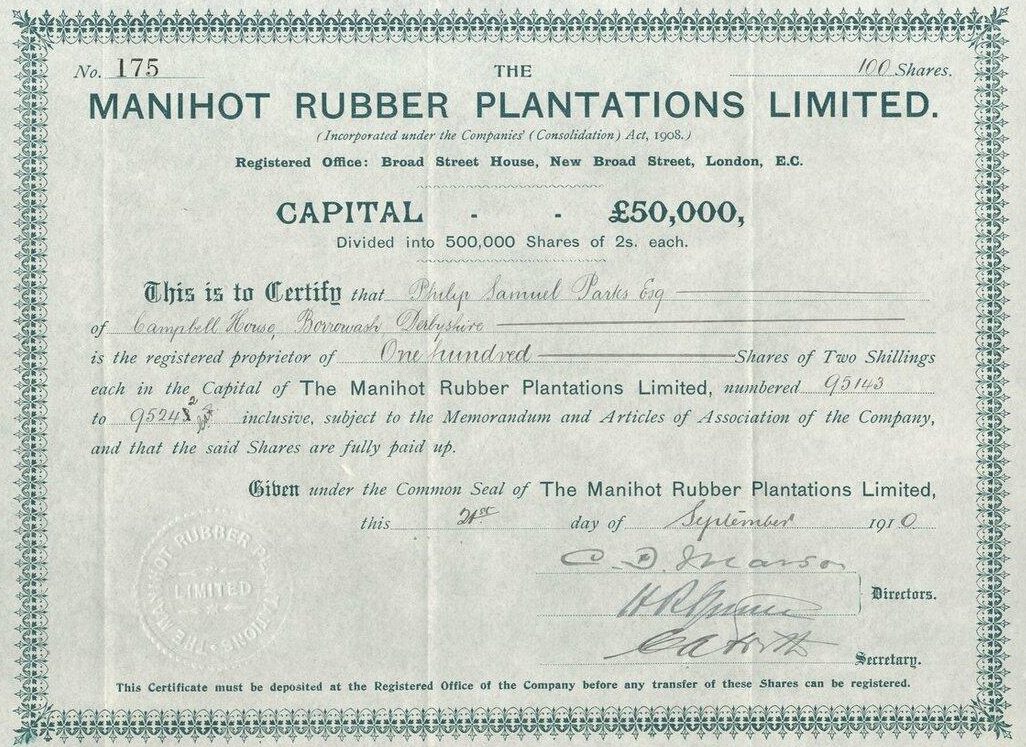 No. 175
100 Shares.
THE
MANIHOT RUBBER PLANTATIONS LIMITED.
(Incorporated under the Companies' (Consolidation) Act, 1908.)
Registered Office: Broad Street House, New Broad Street, London, E.C.
CAPITAL - - £50,000,
Divided into 500,000 Shares of 2s. each.
This is to Certify that Philip Samuel Parks Esq
of Campbell House, Borrowash Derbyshire
is the registered proprietor of One hundred Shares of Two Shillings
each in the Capital of The Manihot Rubber Plantations Limited, numbered 95143
to 95242 inclusive, subject to the Memorandum and Articles of Association of the Company,
and that the said Shares are fully paid up.
Given under the Common Seal of The Manihot Rubber Plantations Limited,
this 21st day of September 1910
THE MANIHOT RUBBER PLANTATIONS
LIMITED
C. D.
Directors.
Secretary.
This Certificate must be deposited at the Registered Office of the Company before any transfer of these Shares can be registered.